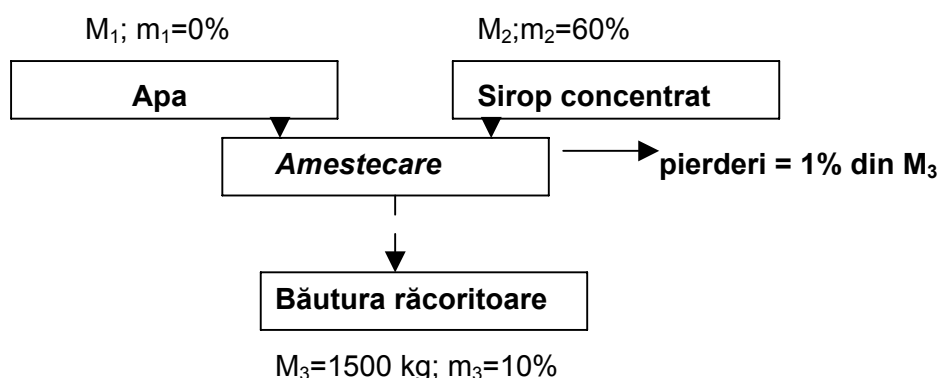 M₁; m₁=0% M₂;m₂=60%
Apa Sirop concentrat
Amestecare pierderi = 1% din M₃
Băutura răcoritoare
M₃=1500 kg; m₃=10%